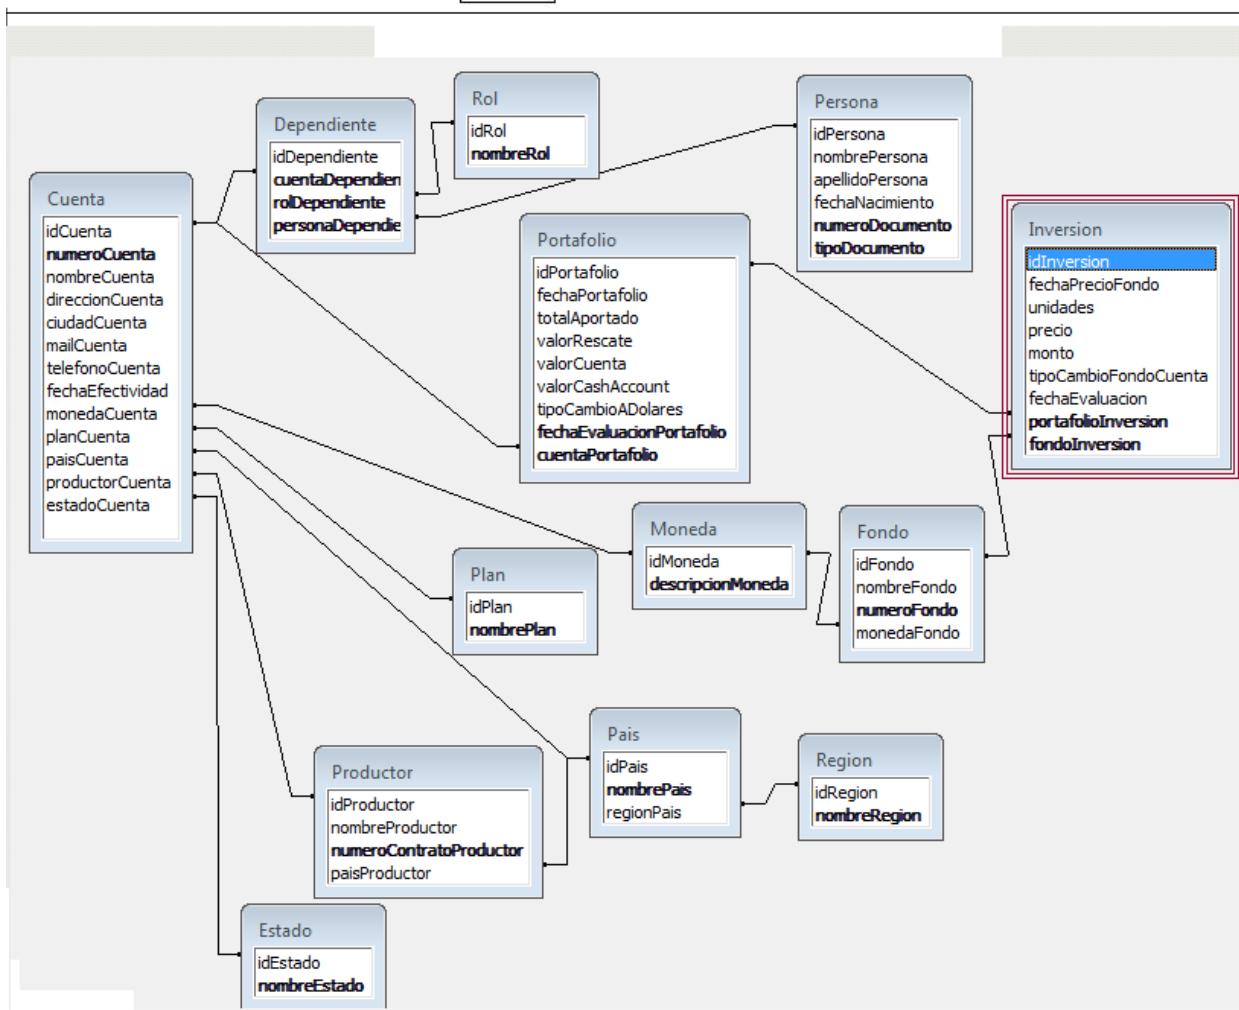 Rol
idRol
nombreRol
Dependiente
idDependiente
cuentaDependien
rolDependiente
personaDependie
Persona
idPersona
nombrePersona
apellidoPersona
fechaNacimiento
numeroDocumento
tipoDocumento
Cuenta
idCuenta
numeroCuenta
nombreCuenta
direccionCuenta
ciudadCuenta
mailCuenta
telefonoCuenta
fechaEfectividad
monedaCuenta
planCuenta
paisCuenta
productorCuenta
estadoCuenta
Portafolio
idPortafolio
fechaPortafolio
totalAportado
valorRescate
valorCuenta
valorCashAccount
tipoCambioADolares
fechaEvaluacionPortafolio
cuentaPortafolio
Inversion
idInversion
fechaPrecioFondo
unidades
precio
monto
tipoCambioFondoCuenta
fechaEvaluacion
portafolioInversion
fondoInversion
Moneda
idMoneda
descripcionMoneda
Fondo
idFondo
nombreFondo
numeroFondo
monedaFondo
Plan
idPlan
nombrePlan
Pais
idPais
nombrePais
regionPais
Region
idRegion
nombreRegion
Productor
idProductor
nombreProductor
numeroContratoProductor
paisProductor
Estado
idEstado
nombreEstado